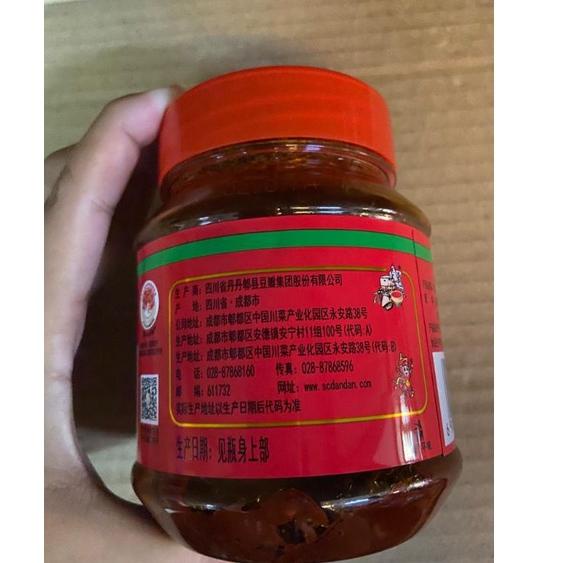 生 产 商：四川省丹丹郫县豆瓣集团股份有限公司
产 地：四川省·成都市
公司地址：成都市郫都区中国川菜产业化园区永安路38号
生产地址：成都市郫都区安德镇安宁村11组100号(代码:A)
生产地址：成都市郫都区中国川菜产业化园区永安路38号(代码:B)
电 话：028-87868160 传真：028-87868596
邮 编：611732 网址：www.scdandan.com
实际生产地址以生产日期后代码为准
生产日期：见瓶身上部